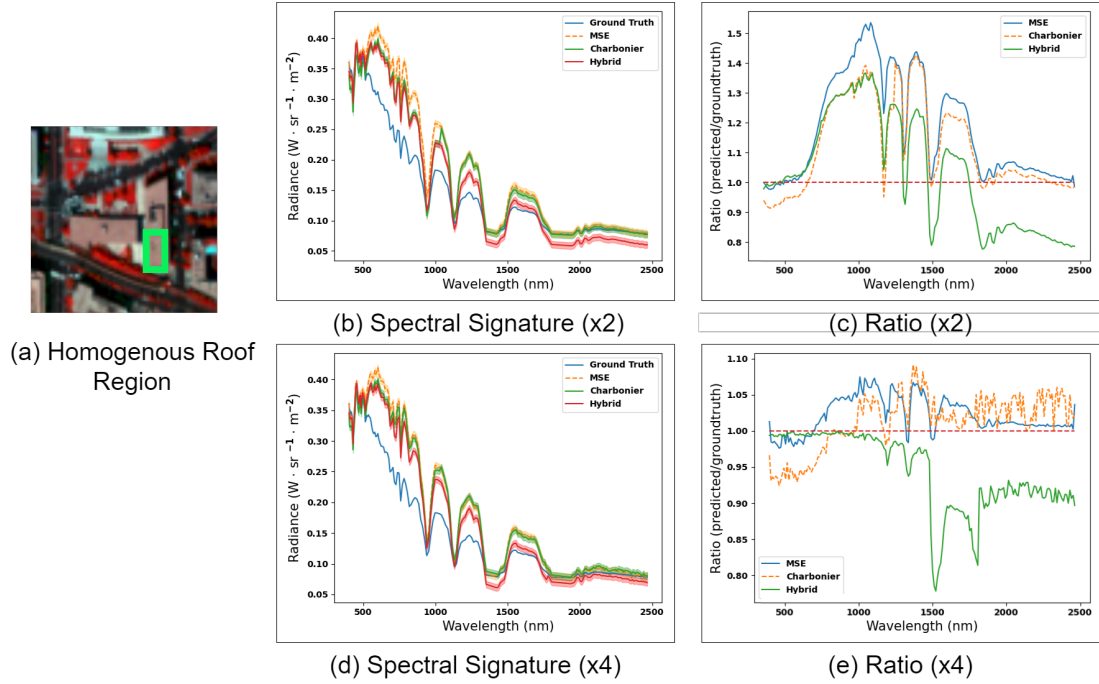 0.40
0.35
0.30
0.25
0.20
0.15
0.10
0.05
Radiance (W · sr ⁻¹ · m⁻²)
Ground Truth
MSE
Charbonier
Hybrid
500
1000
1500
2000
2500
Wavelength (nm)
(b) Spectral Signature (x2)
1.5
1.4
1.3
1.2
1.1
1.0
0.9
0.8
Ratio (predicted/groundtruth)
MSE
Charbonier
Hybrid
500
1000
1500
2000
2500
Wavelength (nm)
(c) Ratio (x2)
(a) Homogenous Roof
Region
0.40
0.35
0.30
0.25
0.20
0.15
0.10
0.05
Radiance (W · sr ⁻¹ · m⁻²)
Ground Truth
MSE
Charbonier
Hybrid
500
1000
1500
2000
2500
Wavelength (nm)
(d) Spectral Signature (x4)
1.10
1.05
1.00
0.95
0.90
0.85
0.80
Ratio (predicted/groundtruth)
MSE
Charbonier
Hybrid
500
1000
1500
2000
2500
Wavelength (nm)
(e) Ratio (x4)